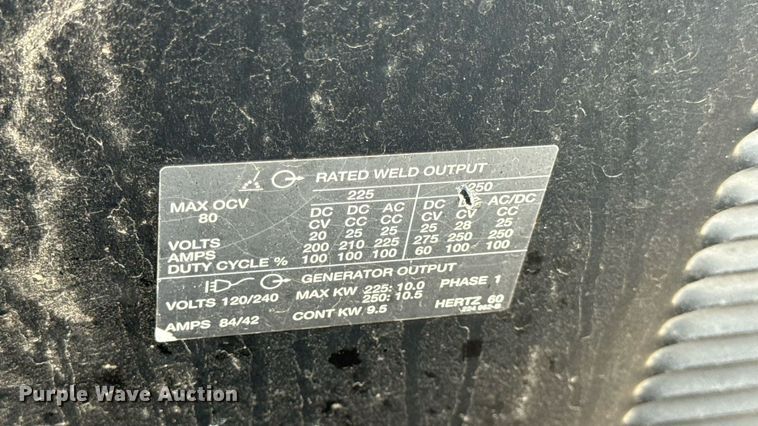 RATED WELD OUTPUT
225 250
MAX OCV DC DC AC DC AC/DC
80 CV CC CC CV CV CC
VOLTS 20 25 25 25 28 25
AMPS 200 210 225 275 250 250
DUTY CYCLE % 100 100 100 60 100 100
GENERATOR OUTPUT
VOLTS 120/240 MAX KW 225: 10.0 PHASE 1
250: 10.5
AMPS 84/42 CONT KW 9.5 HERTZ 60
Purple Wave Auction